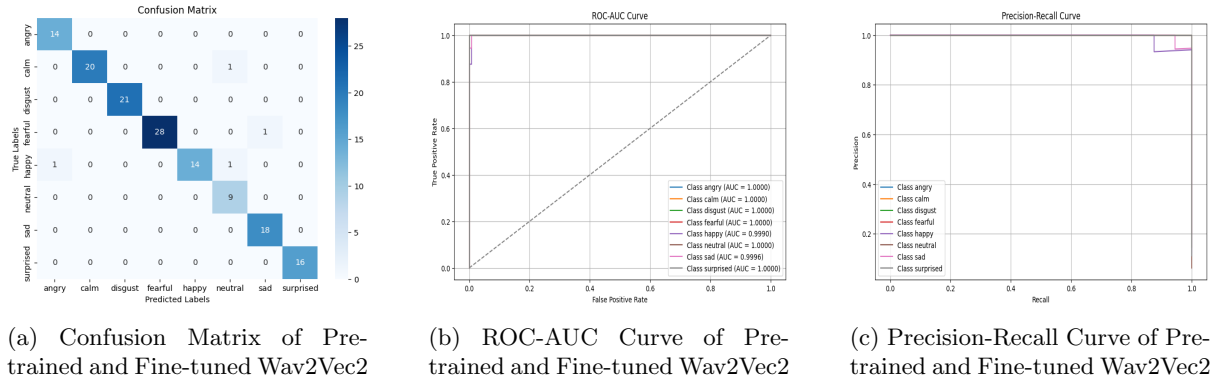 Confusion Matrix
True Labels
angry 14 0 0 0 0 0 0 0
calm 0 20 0 0 0 1 0 0
disgust 0 0 21 0 0 0 0 0
fearful 0 0 0 28 0 0 1 0
happy 1 0 0 0 14 1 0 0
neutral 0 0 0 0 0 9 0 0
sad 0 0 0 0 0 0 18 0
surprised 0 0 0 0 0 0 0 16
angry calm disgust fearful happy neutral sad surprised
Predicted Labels
25
20
15
10
5
0
ROC-AUC Curve
True Positive Rate
1.0
0.8
0.6
0.4
0.2
0.0
Class angry (AUC = 1.0000)
Class calm (AUC = 1.0000)
Class disgust (AUC = 1.0000)
Class fearful (AUC = 1.0000)
Class happy (AUC = 0.9990)
Class neutral (AUC = 1.0000)
Class sad (AUC = 0.9996)
Class surprised (AUC = 1.0000)
0.0 0.2 0.4 0.6 0.8 1.0
False Positive Rate
Precision-Recall Curve
Precision
1.0
0.8
0.6
0.4
0.2
Class angry
Class calm
Class disgust
Class fearful
Class happy
Class neutral
Class sad
Class surprised
0.0 0.2 0.4 0.6 0.8 1.0
Recall
(a) Confusion Matrix of Pre-
trained and Fine-tuned Wav2Vec2
(b) ROC-AUC Curve of Pre-
trained and Fine-tuned Wav2Vec2
(c) Precision-Recall Curve of Pre-
trained and Fine-tuned Wav2Vec2